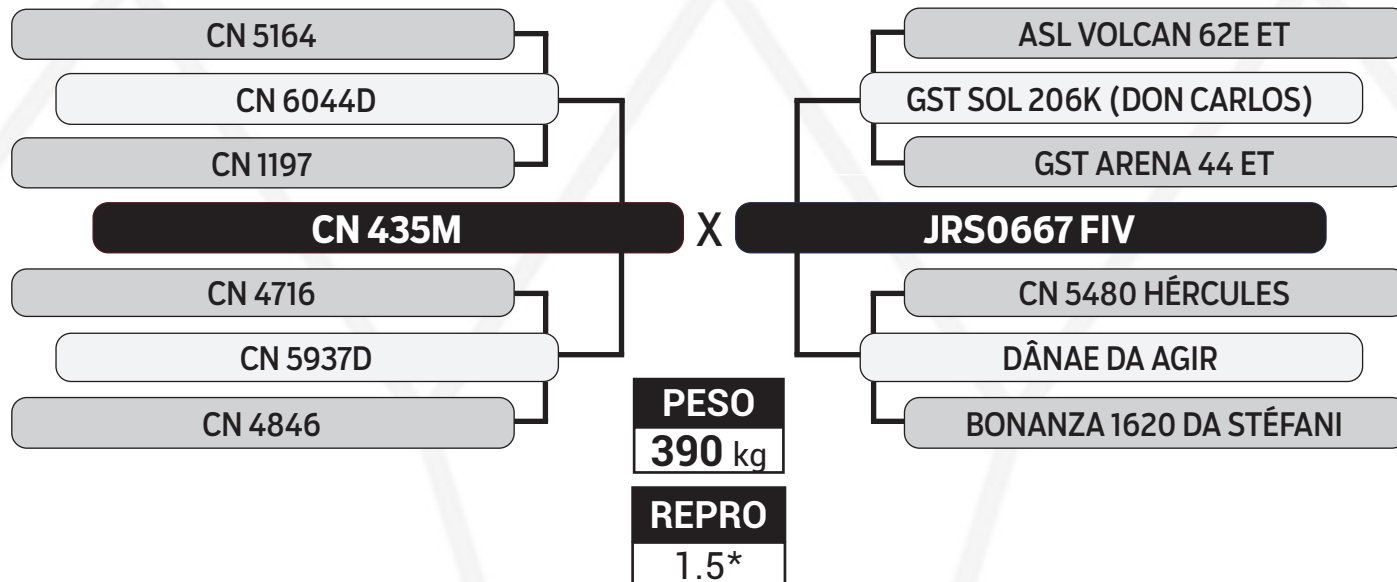 CN 5164
CN 6044D
CN 1197
CN 435M
CN 4716
CN 5937D
CN 4846
X
ASL VOLCAN 62E ET
GST SOL 206K (DON CARLOS)
GST ARENA 44 ET
JRS0667 FIV
CN 5480 HÉRCULES
DÂNAE DA AGIR
BONANZA 1620 DA STÉFANI
PESO
390 kg
REPRO
1.5*